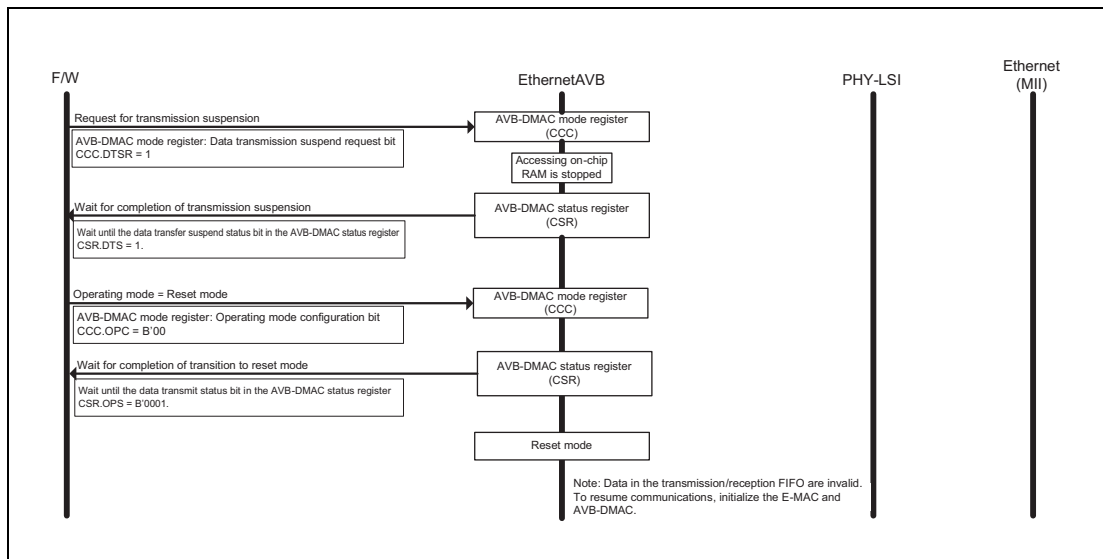 F/W
EthernetAVB
PHY-LSI
Ethernet
(MII)
Request for transmission suspension
AVB-DMAC mode register
(CCC)
AVB-DMAC mode register: Data transmission suspend request bit
CCC.DTSR = 1
Accessing on-chip
RAM is stopped
Wait for completion of transmission suspension
AVB-DMAC status register
(CSR)
Wait until the data transfer suspend status bit in the AVB-DMAC status register
CSR.DTS = 1.
Operating mode = Reset mode
AVB-DMAC mode register
(CCC)
AVB-DMAC mode register: Operating mode configuration bit
CCC.OPC = B'00
Wait for completion of transition to reset mode
AVB-DMAC status register
(CSR)
Wait until the data transmit status bit in the AVB-DMAC status register
CSR.OPS = B'0001.
Reset mode
Note: Data in the transmission/reception FIFO are invalid.
To resume communications, initialize the E-MAC and
AVB-DMAC.